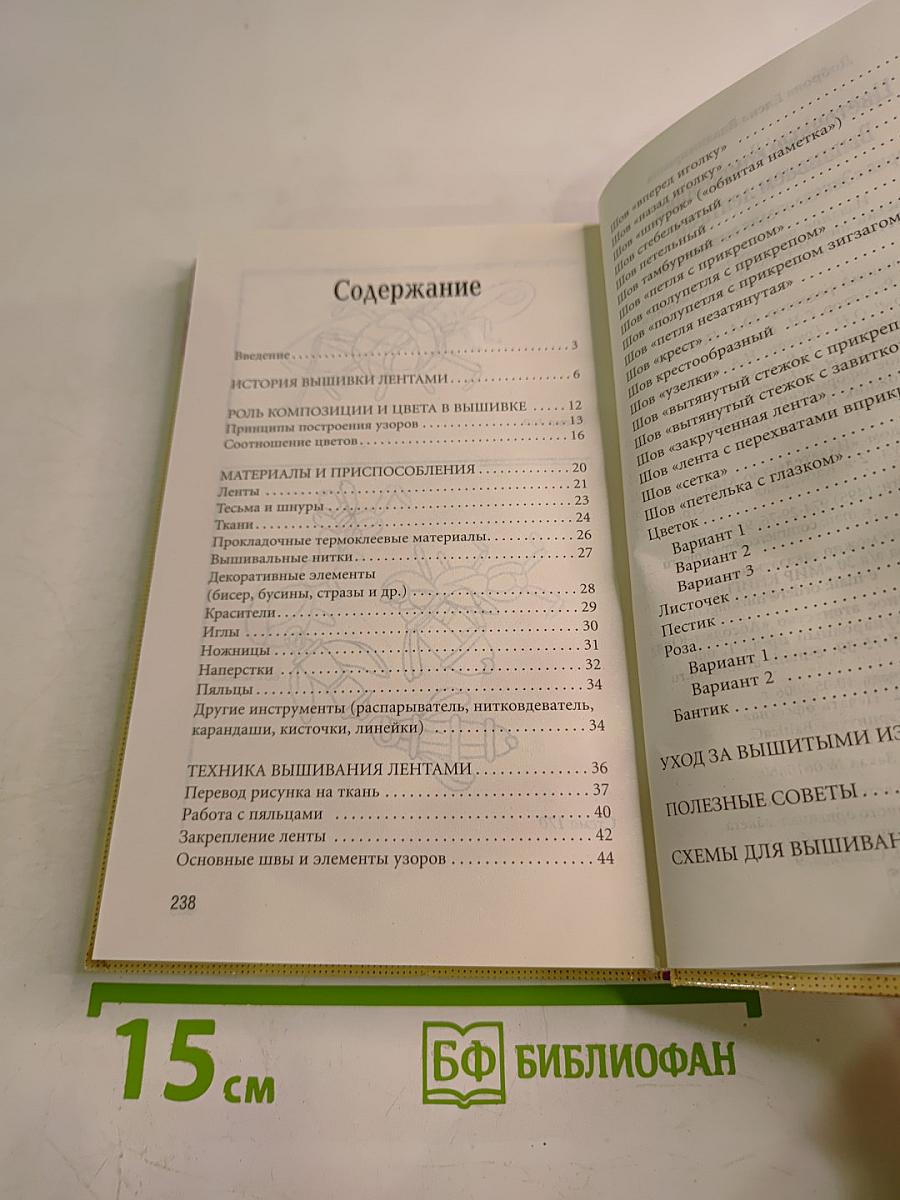 Содержание
Введение. . . . . . . . . . . . . . . . . . . . . . . . . . . . . . . . . . 3
ИСТОРИЯ ВЫШИВКИ ЛЕНТАМИ. . . . . . . . . . . . . . . . . 6
РОЛЬ КОМПОЗИЦИИ И ЦВЕТА В ВЫШИВКЕ . . . . . 12
Принципы построения узоров . . . . . . . . . . . . . . . . . . . 13
Соотношение цветов. . . . . . . . . . . . . . . . . . . . . . . . . . 16
МАТЕРИАЛЫ И ПРИСПОСОБЛЕНИЯ . . . . . . . . . . . . 20
Ленты . . . . . . . . . . . . . . . . . . . . . . . . . . . . . . . . . . . . 21
Тесьма и шнуры. . . . . . . . . . . . . . . . . . . . . . . . . . . . . 23
Ткани. . . . . . . . . . . . . . . . . . . . . . . . . . . . . . . . . . . . . 24
Прокладочные термоклеевые материалы. . . . . . . . . . . 26
Вышивальные нитки. . . . . . . . . . . . . . . . . . . . . . . . . . 27
Декоративные элементы
(бисер, бусины, стразы и др.) . . . . . . . . . . . . . . . . . . . 28
Красители. . . . . . . . . . . . . . . . . . . . . . . . . . . . . . . . . 29
Иглы . . . . . . . . . . . . . . . . . . . . . . . . . . . . . . . . . . . . . 30
Ножницы . . . . . . . . . . . . . . . . . . . . . . . . . . . . . . . . . 31
Наперстки . . . . . . . . . . . . . . . . . . . . . . . . . . . . . . . . 32
Пяльцы . . . . . . . . . . . . . . . . . . . . . . . . . . . . . . . . . . 34
Другие инструменты (распарыватель, нитковдеватель,
карандаши, кисточки, линейки) . . . . . . . . . . . . . . . . . 34
ТЕХНИКА ВЫШИВАНИЯ ЛЕНТАМИ . . . . . . . . . . . . . 36
Перевод рисунка на ткань . . . . . . . . . . . . . . . . . . . . . 37
Работа с пяльцами . . . . . . . . . . . . . . . . . . . . . . . . . . 40
Закрепление ленты . . . . . . . . . . . . . . . . . . . . . . . . . . 42
Основные швы и элементы узоров . . . . . . . . . . . . . . . 44
238
Шов «вперед иголку»
Шов «назад иголку»
Шов «шнурок» («обвитая наметка»)
Шов стебельчатый
Шов петельный
Шов тамбурный
Шов «петля с прикрепом»
Шов «полупетля с прикрепом»
Шов «полупетля с прикрепом зигзагом
Шов «петля незатянутая»
Шов «крест»
Шов крестообразный
Шов «узелки»
Шов «вытянутый стежок с прикреп
Шов «вытянутый стежок с завитко
Шов «закрученная лента»
Шов «лента с перехватами вприк
Шов «сетка»
Шов «петелька с глазком»
Цветок
Вариант 1
Вариант 2
Вариант 3
Листочек
Пестик
Роза
Вариант 1
Вариант 2
Бантик
УХОД ЗА ВЫШИТЫМИ ИЗ
ПОЛЕЗНЫЕ СОВЕТЫ
СХЕМЫ ДЛЯ ВЫШИВАН
15 см
БФ БИБЛИОФАН